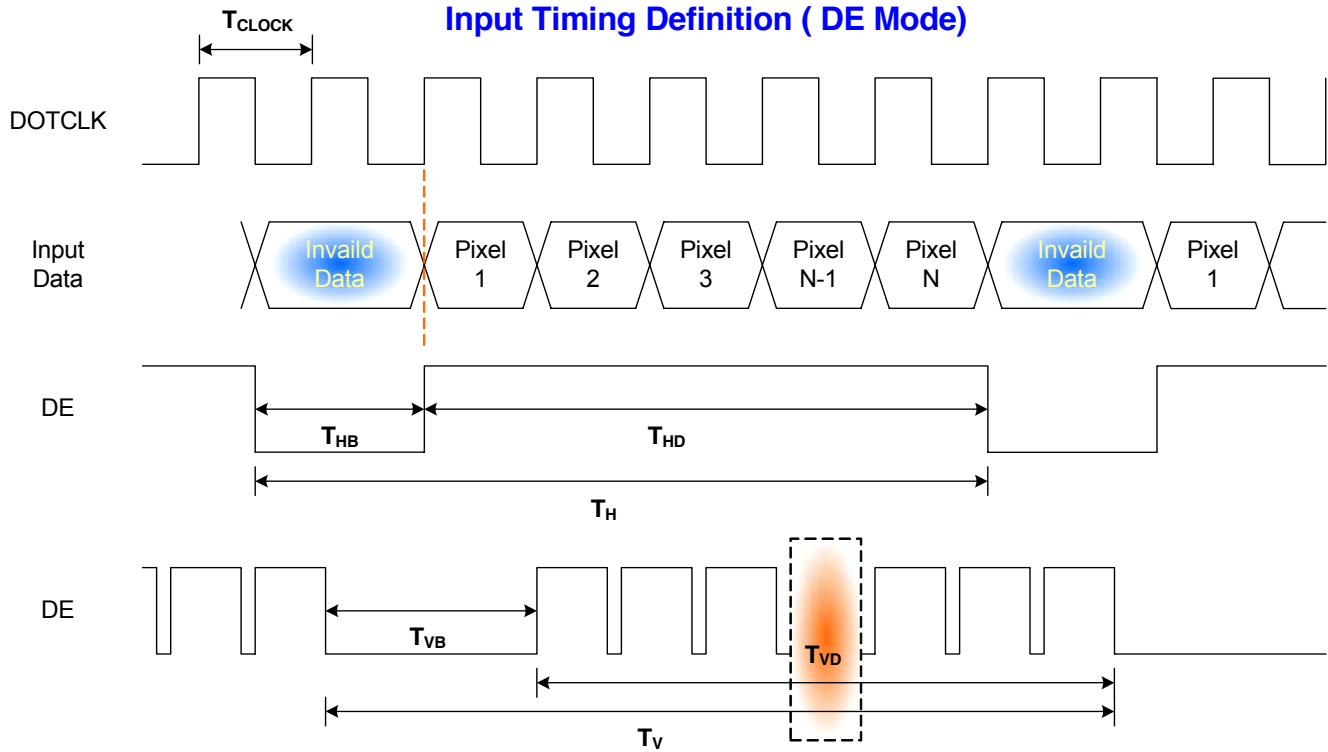 Input Timing Definition ( DE Mode)
TCLOCK
DOTCLK
Input
Data
Invaild
Data
Pixel
1
Pixel
2
Pixel
3
Pixel
N-1
Pixel
N
Invaild
Data
Pixel
1
DE
THB
THD
TH
DE
TVB
TVD
TV